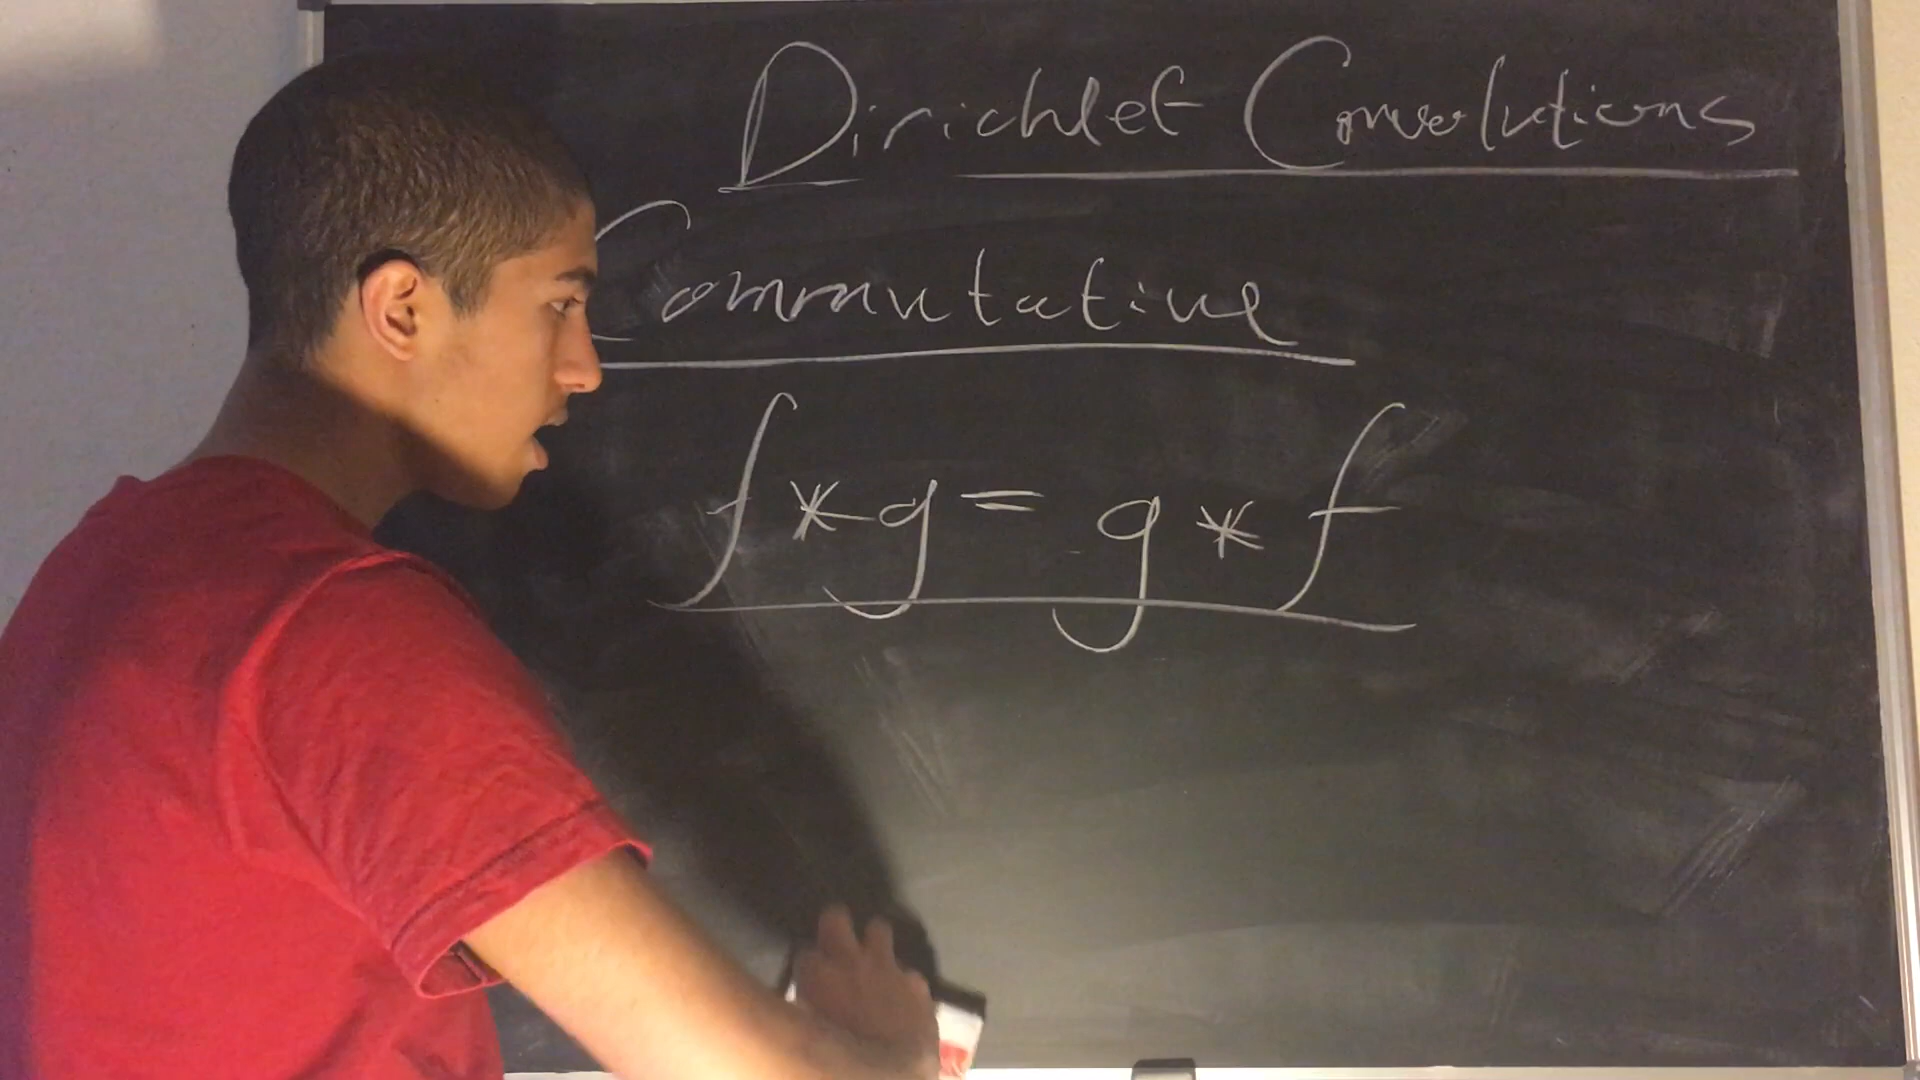 Dirichlet Convolutions
Commutative
f * g = g * f